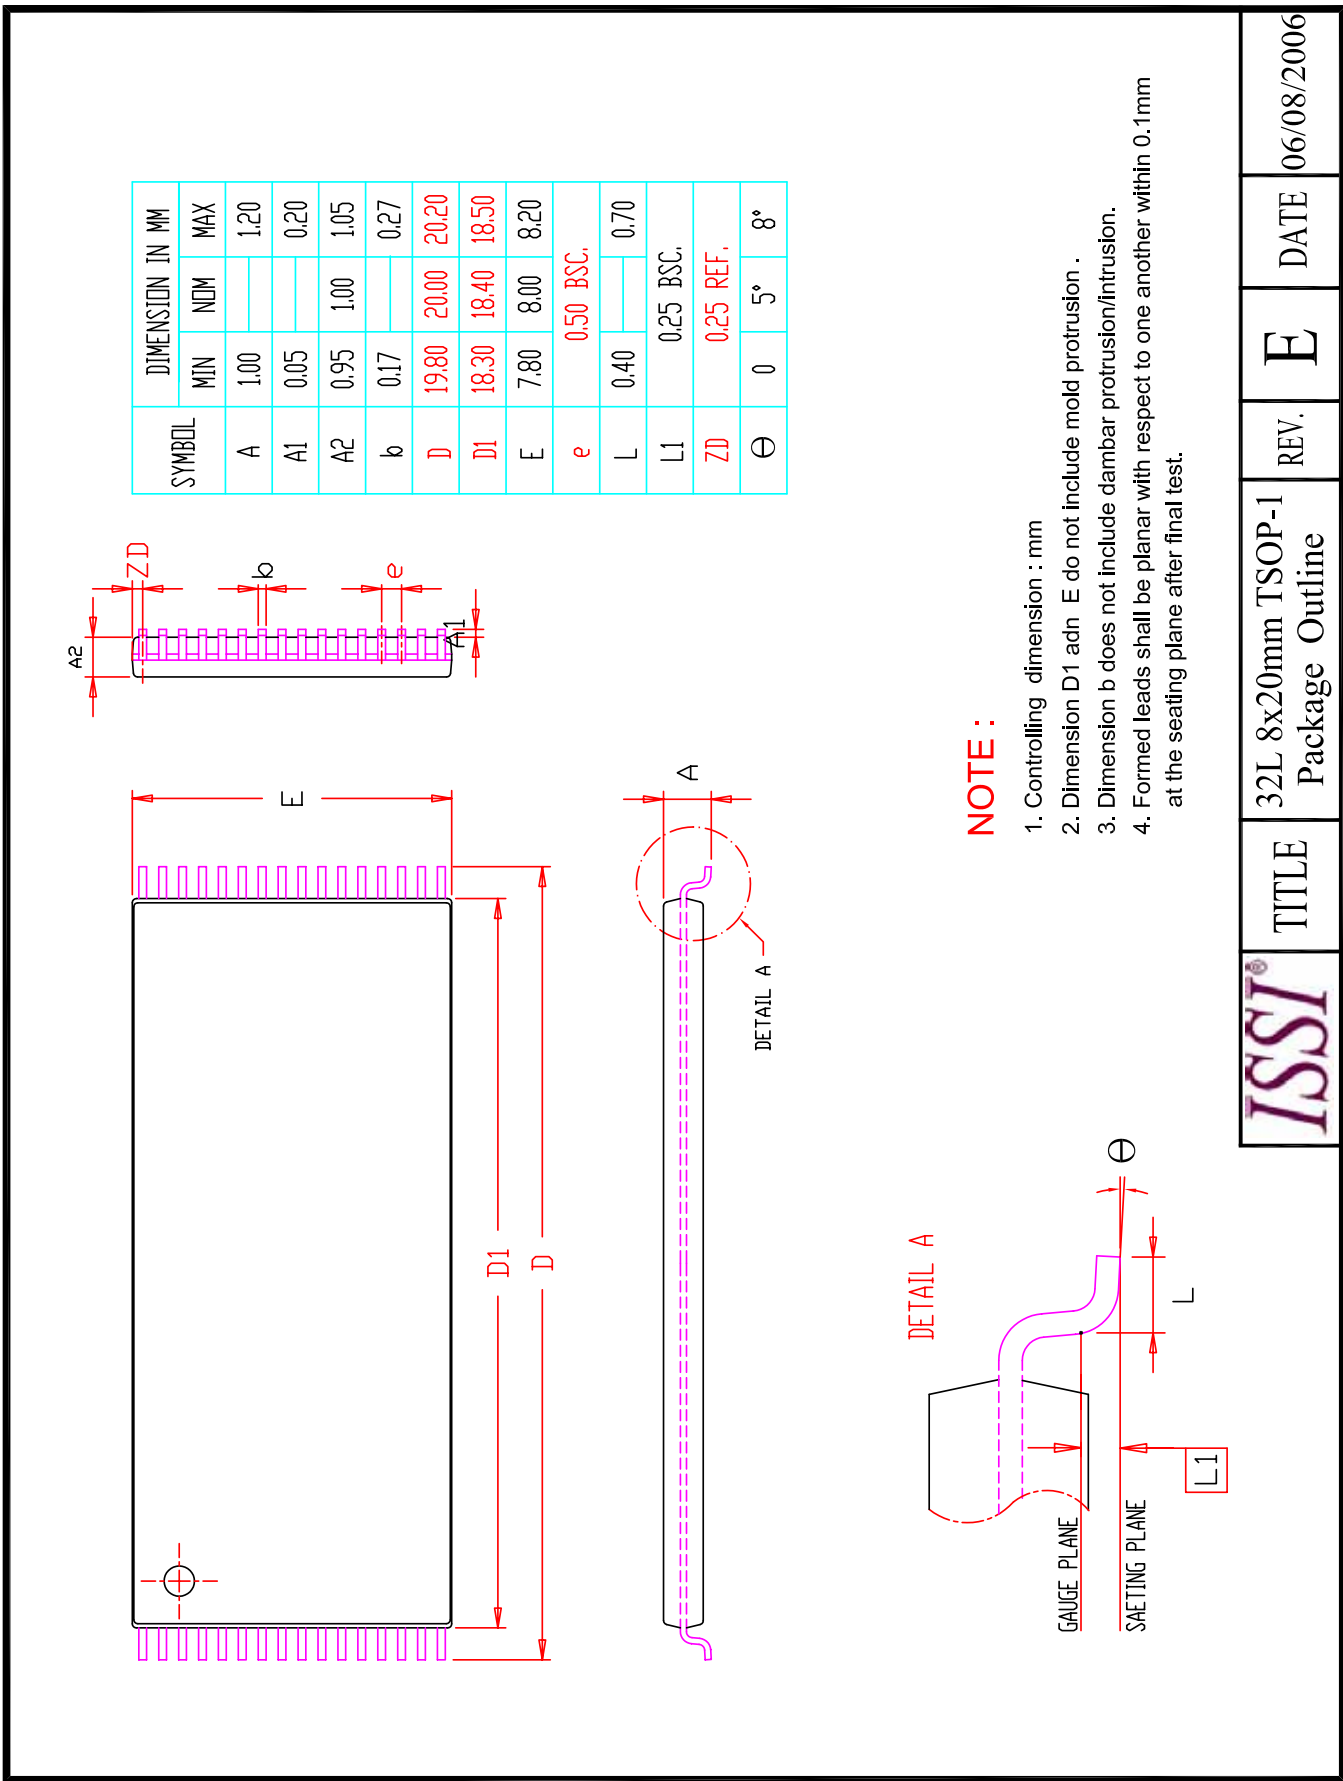 SYMBOL DIMENSION IN MM
MIN NOM MAX
A 1.00 1.20
A1 0.05 0.20
A2 0.95 1.00 1.05
b 0.17 0.27
D 19.80 20.00 20.20
D1 18.30 18.40 18.50
E 7.80 8.00 8.20
e 0.50 BSC.
L 0.40 0.70
L1 0.25 BSC.
ZD 0.25 REF.
Θ 0 5° 8°
A2
ZD
b
e
A1
E
D1
D
A
DETAIL A
DETAIL A
GAUGE PLANE
SAETING PLANE
L1
L
Θ
NOTE :
1. Controlling dimension : mm
2. Dimension D1 adn E do not include mold protrusion .
3. Dimension b does not include dambar protrusion/intrusion.
4. Formed leads shall be planar with respect to one another within 0.1mm
at the seating plane after final test.
ISSI®
TITLE
32L 8x20mm TSOP-1
Package Outline
REV.
E
DATE
06/08/2006